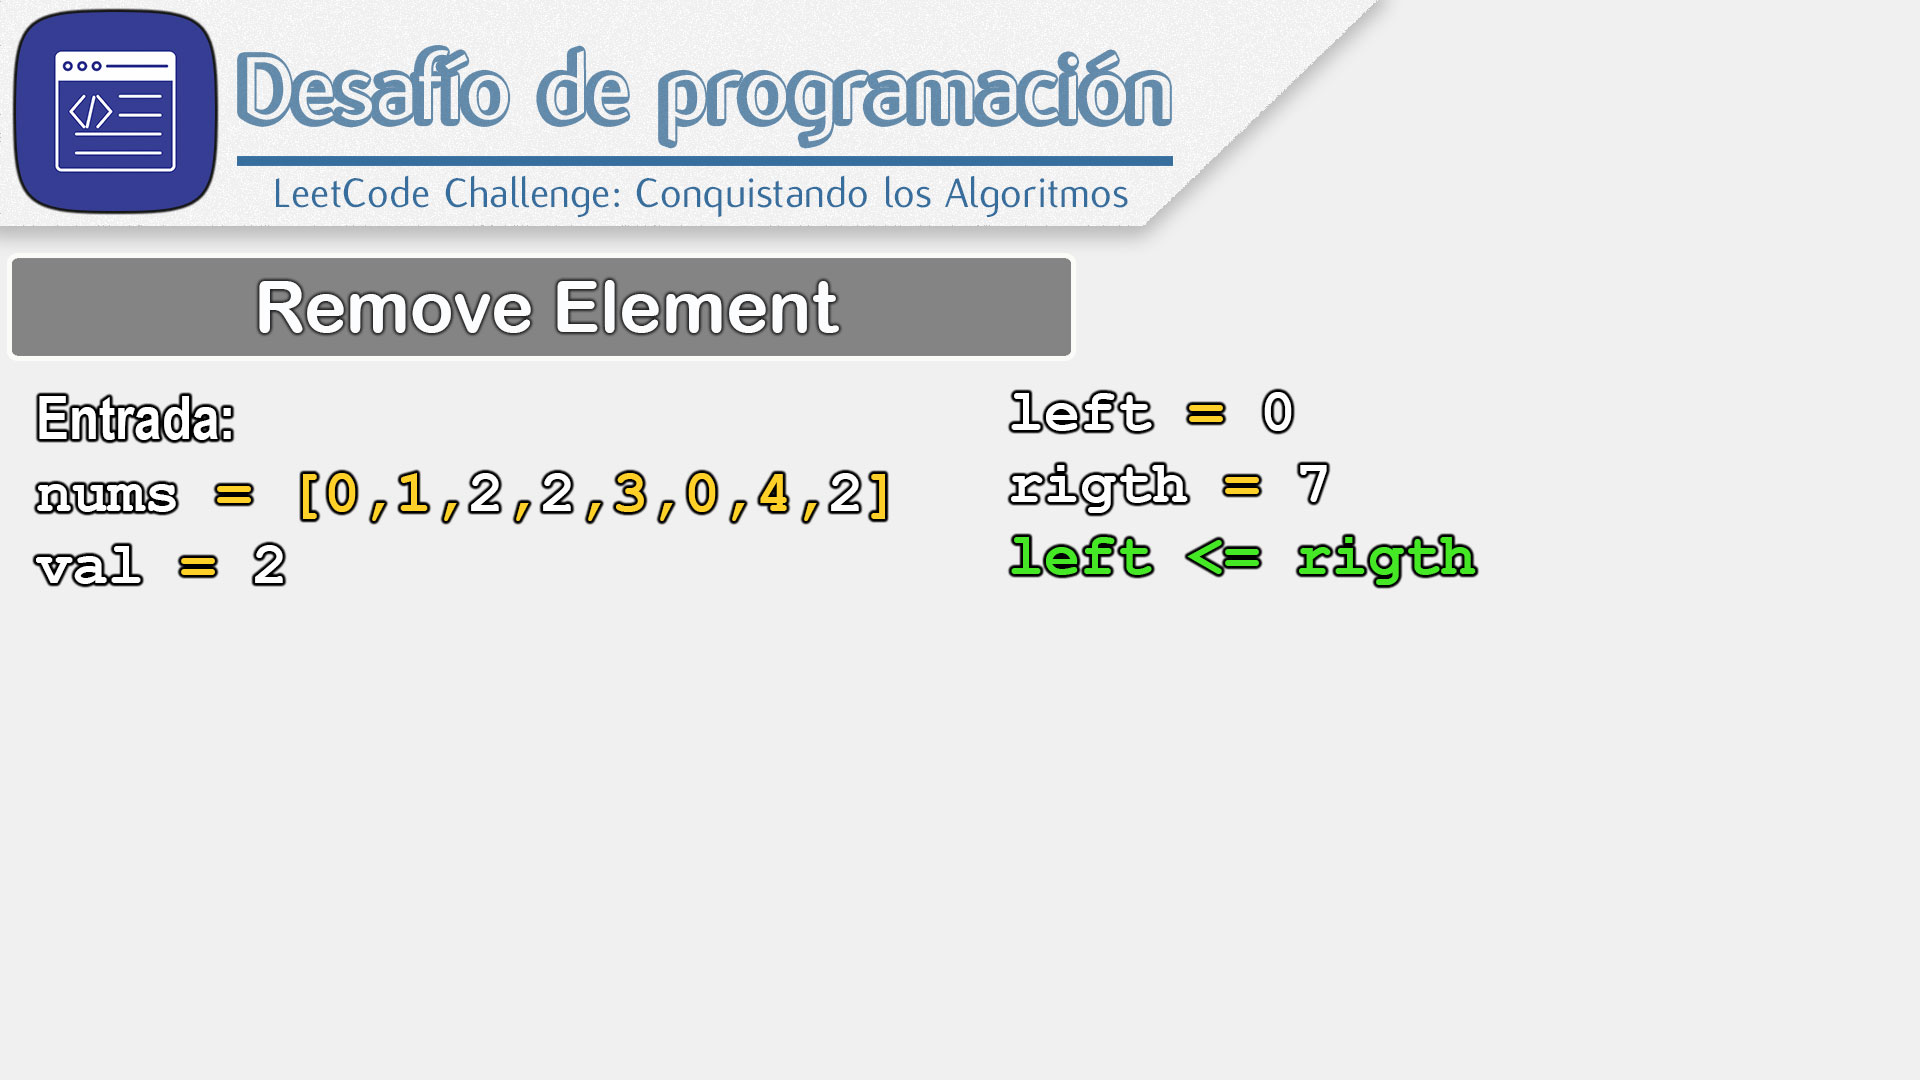 Desafío de programación
LeetCode Challenge: Conquistando los Algoritmos
Remove Element
Entrada:
nums = [0,1,2,2,3,0,4,2]
val = 2
left = 0
rigth = 7
left <= rigth